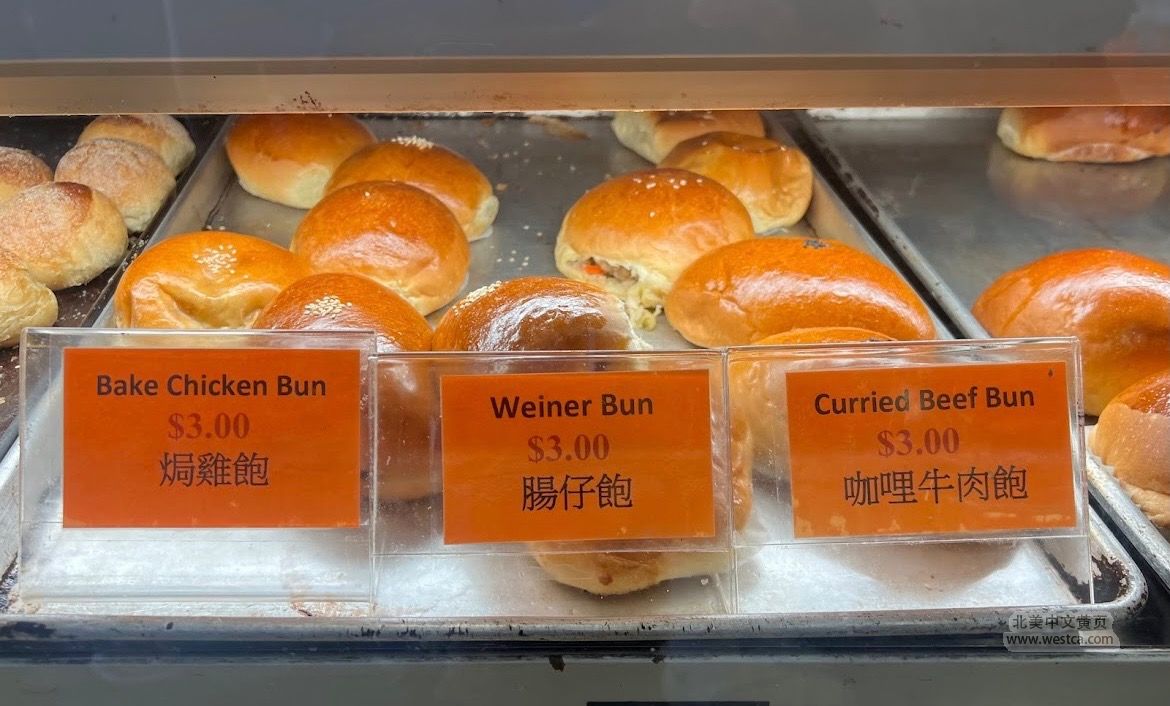 Bake Chicken Bun
$3.00
焗雞飽
Weiner Bun
$3.00
腸仔飽
Curried Beef Bun
$3.00
咖哩牛肉飽
北美中文黄页
www.westca.com